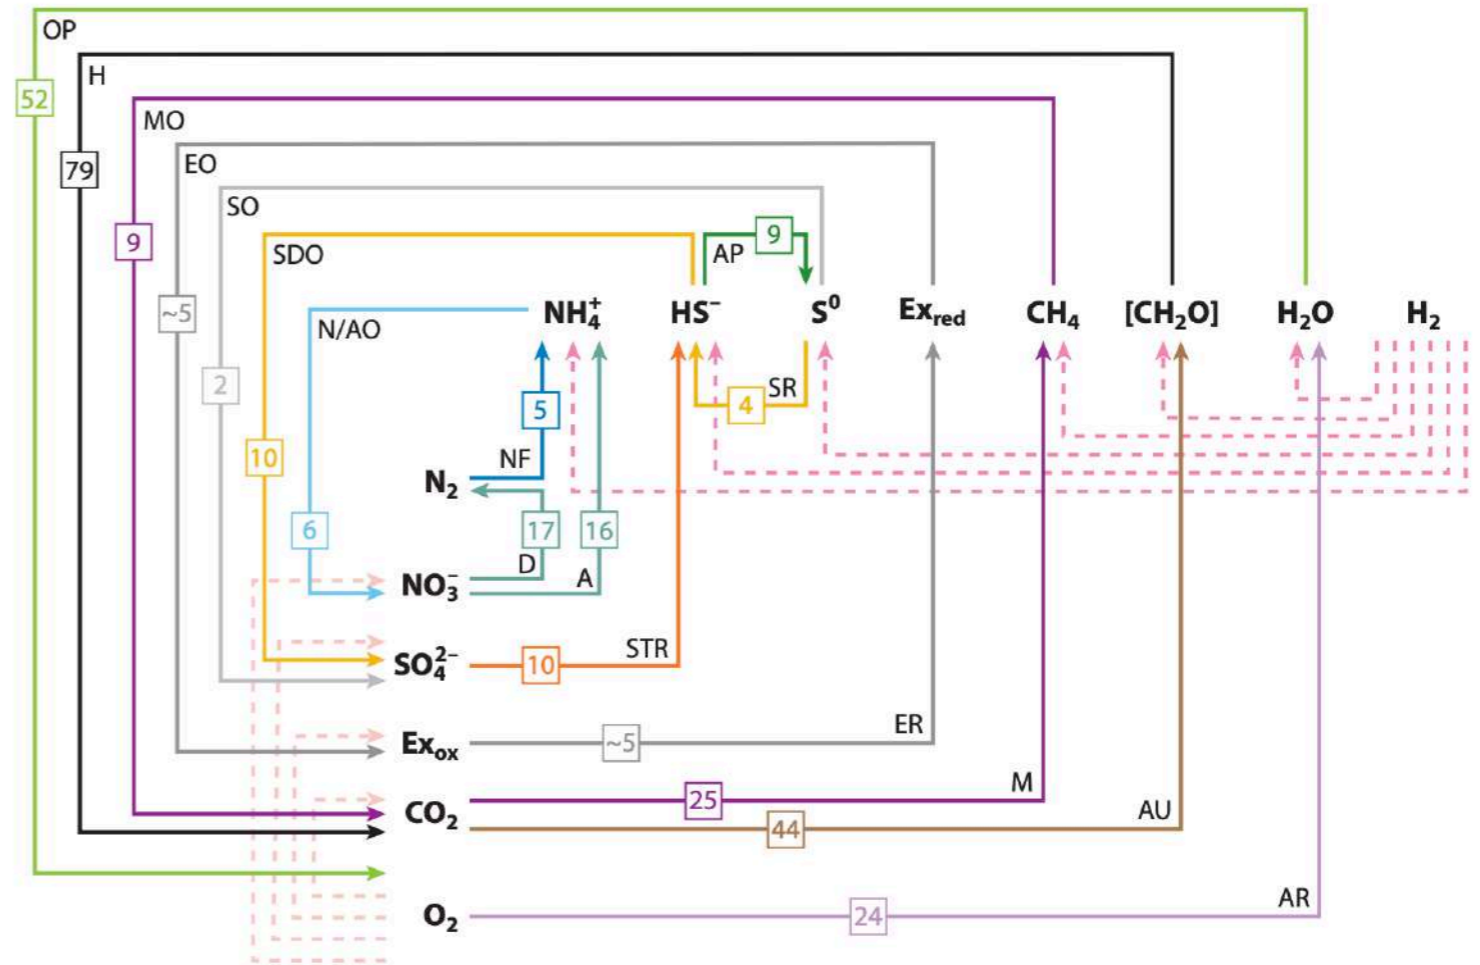 OP
H
52
MO
79
EO
SO
9
SDO
AP
9
~5
N/AO
NH₄⁺
HS⁻
S⁰
Ex_red
CH₄
[CH₂O]
H₂O
H₂
2
5
4
SR
10
NF
N₂
6
17
16
D
A
NO₃⁻
STR
SO₄²⁻
10
ER
Ex_ox
~5
M
25
CO₂
AU
44
AR
O₂
24